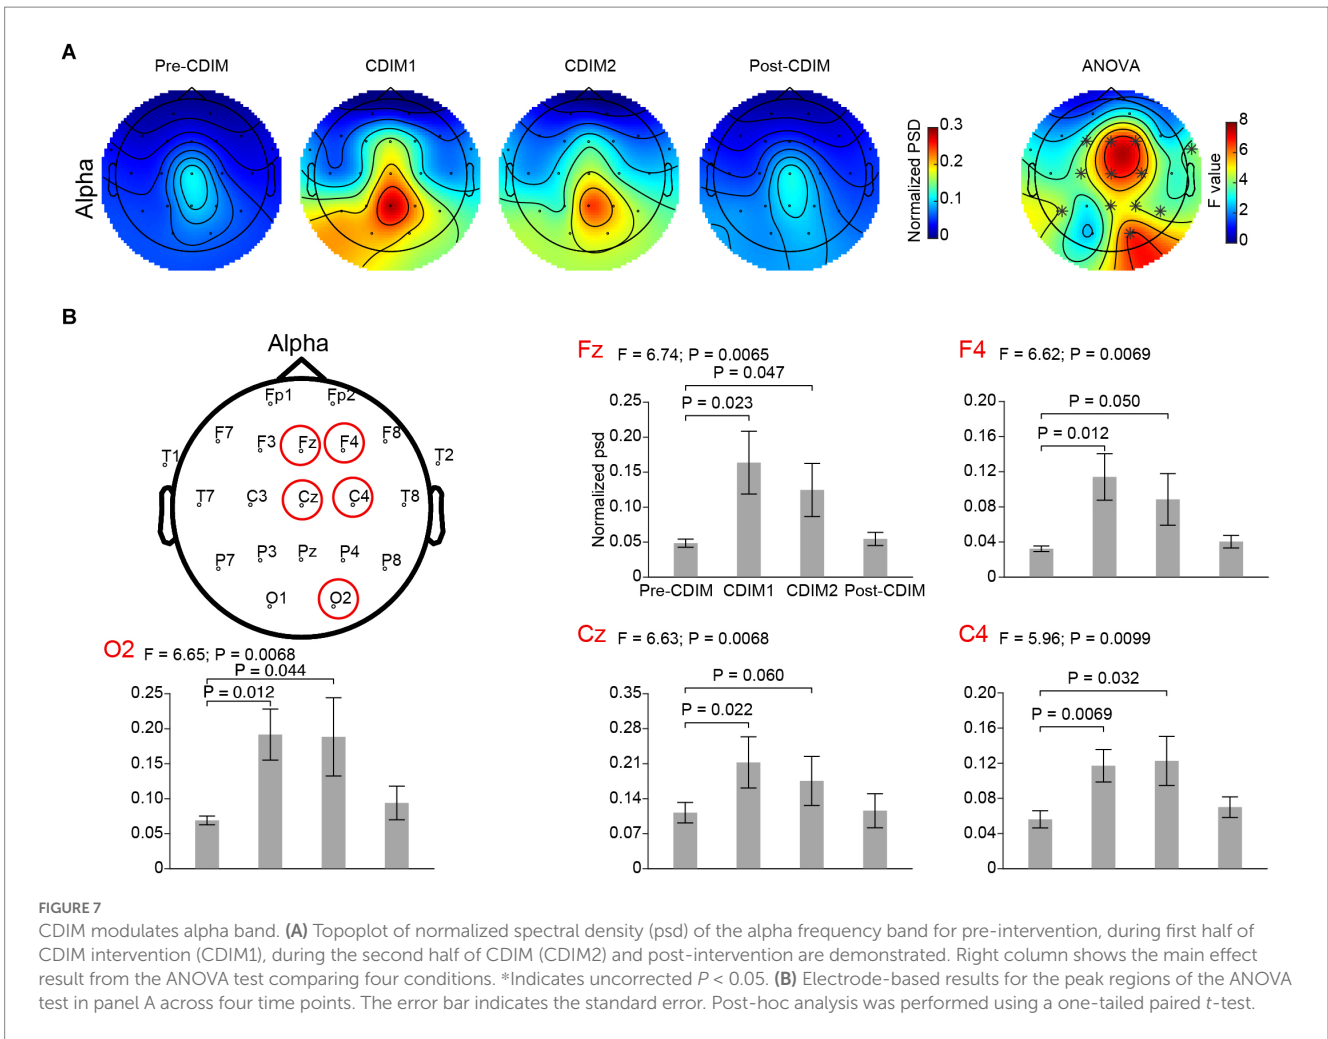 A
Pre-CDIM
CDIM1
CDIM2
Post-CDIM
ANOVA
Alpha
Normalized PSD
0.3
0.2
0.1
0
F value
8
6
4
2
0
B
Alpha
Fp1
Fp2
F7
F3
Fz
F4
F8
T1
T2
T7
C3
Cz
C4
T8
P7
P3
Pz
P4
P8
O1
O2
Fz F = 6.74; P = 0.0065
P = 0.047
P = 0.023
Normalized psd
0.25
0.20
0.15
0.10
0.05
0
Pre-CDIM CDIM1 CDIM2 Post-CDIM
F4 F = 6.62; P = 0.0069
P = 0.050
P = 0.012
0.20
0.16
0.12
0.08
0.04
0
O2 F = 6.65; P = 0.0068
P = 0.044
P = 0.012
0.25
0.20
0.15
0.10
0.05
0
Cz F = 6.63; P = 0.0068
P = 0.060
P = 0.022
0.35
0.28
0.21
0.14
0.07
0
C4 F = 5.96; P = 0.0099
P = 0.032
P = 0.0069
0.20
0.16
0.12
0.08
0.04
0
FIGURE 7
CDIM modulates alpha band. (A) Topoplot of normalized spectral density (psd) of the alpha frequency band for pre-intervention, during first half of
CDIM intervention (CDIM1), during the second half of CDIM (CDIM2) and post-intervention are demonstrated. Right column shows the main effect
result from the ANOVA test comparing four conditions. *Indicates uncorrected P < 0.05. (B) Electrode-based results for the peak regions of the ANOVA
test in panel A across four time points. The error bar indicates the standard error. Post-hoc analysis was performed using a one-tailed paired t-test.